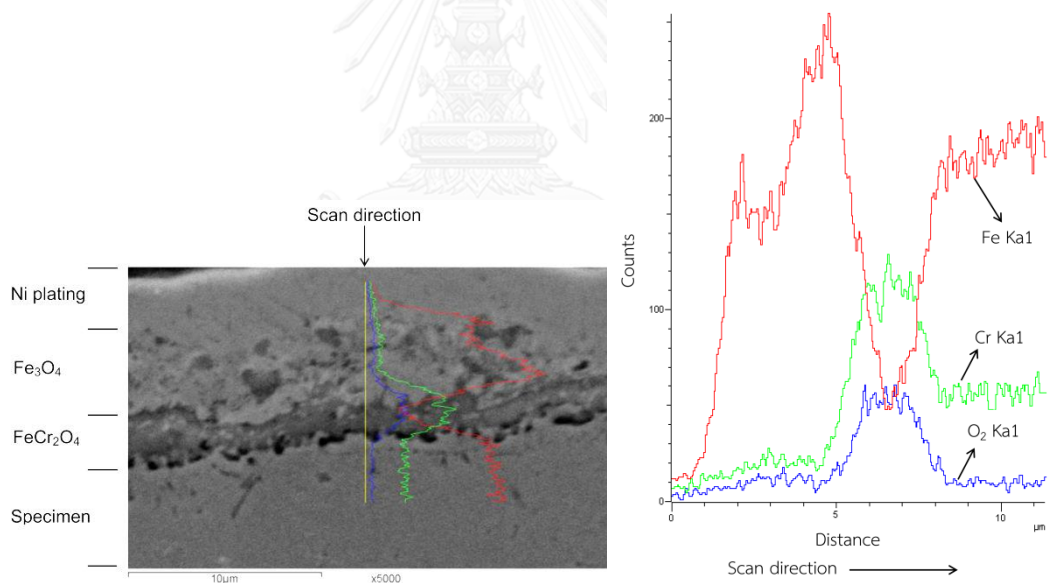 Scan direction
Ni plating
Fe₃O₄
FeCr₂O₄
Specimen
10µm
x5000
Counts
200
100
0
0
5
10
µm
Fe Ka1
Cr Ka1
O₂ Ka1
Distance
Scan direction